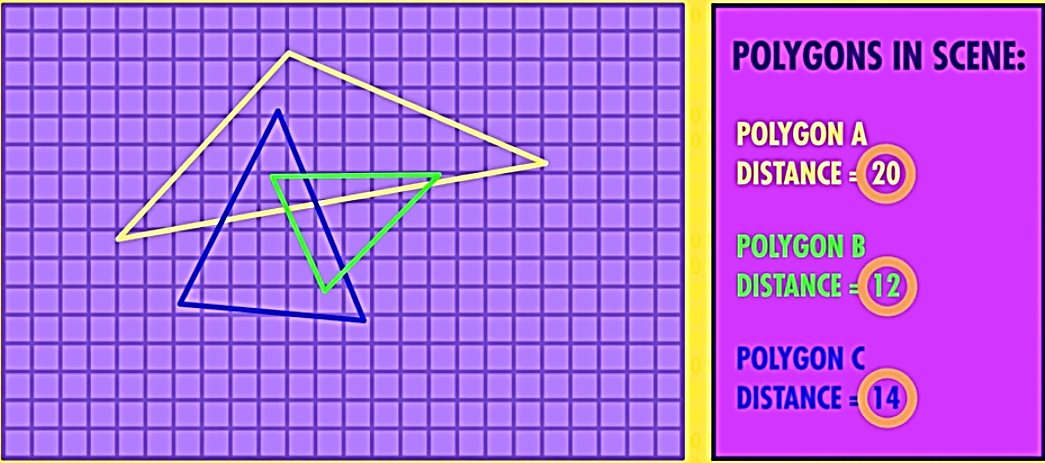 POLYGONS IN SCENE:
POLYGON A
DISTANCE = 20
POLYGON B
DISTANCE = 12
POLYGON C
DISTANCE = 14